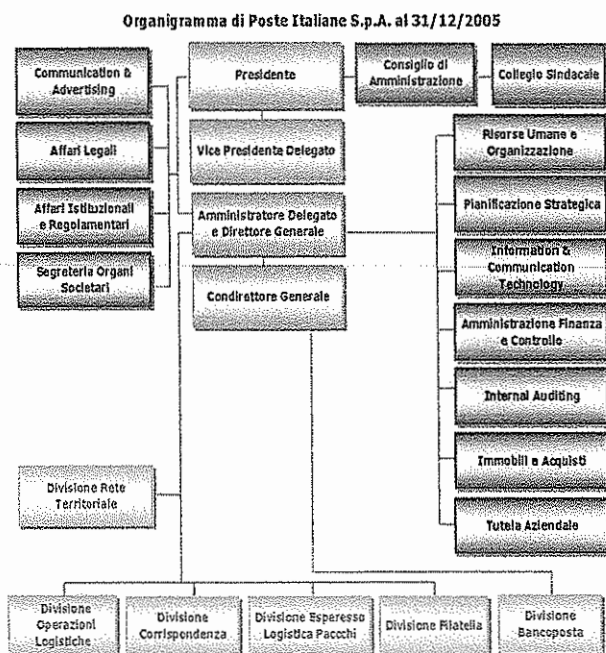 Organigramma di Poste Italiane S.p.A. al 31/12/2005
Communication &
Advertising
Presidente
Consiglio di
Amministrazione
Collegio Sindacale
Affari Legali
Vice Presidente Delegato
Risorse Umane e
Organizzazione
Affari Istituzionali
e Regolamentari
Amministratore Delegato
e Direttore Generale
Pianificazione Strategica
Segreteria Organi
Societari
Condirettore Generale
Information &
Communication
Technology
Amministrazione Finanza
e Controllo
Internal Auditing
Immobili e Acquisti
Divisione Rete
Territoriale
Tutela Aziendale
Divisione
Operazioni
Logistiche
Divisione
Corrispondenza
Divisione Esperesso
Logistica Pacchi
Divisione Filatelia
Divisione
Bancoposta